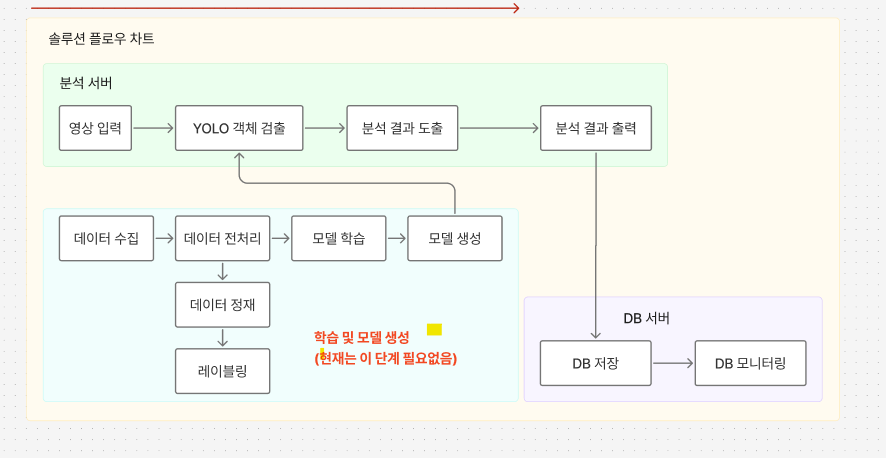 솔루션 플로우 차트
분석 서버
영상 입력
YOLO 객체 검출
분석 결과 도출
분석 결과 출력
데이터 수집
데이터 전처리
모델 학습
모델 생성
데이터 정재
레이블링
학습 및 모델 생성
(현재는 이 단계 필요없음)
DB 서버
DB 저장
DB 모니터링